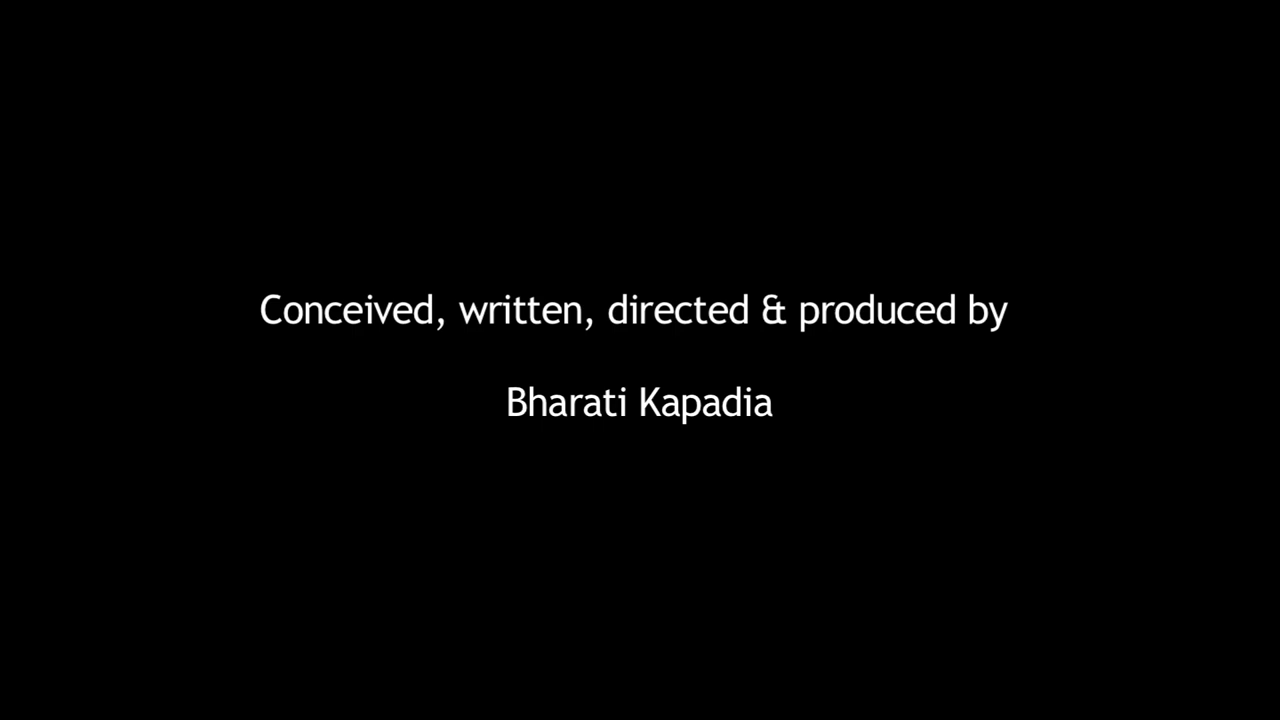 Conceived, written, directed & produced by
Bharati Kapadia